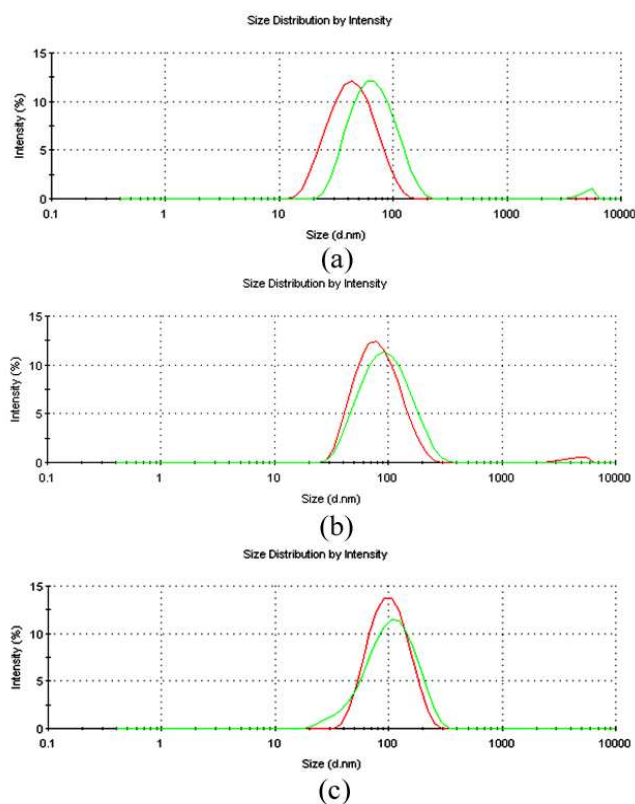 Size Distribution by Intensity
15
10
5
0
0.1 1 10 100 1000 10000
Intensity (%)
Size (d.nm)
(a)
Size Distribution by Intensity
15
10
5
0
0.1 1 10 100 1000 10000
Intensity (%)
Size (d.nm)
(b)
Size Distribution by Intensity
15
10
5
0
0.1 1 10 100 1000 10000
Intensity (%)
Size (d.nm)
(c)